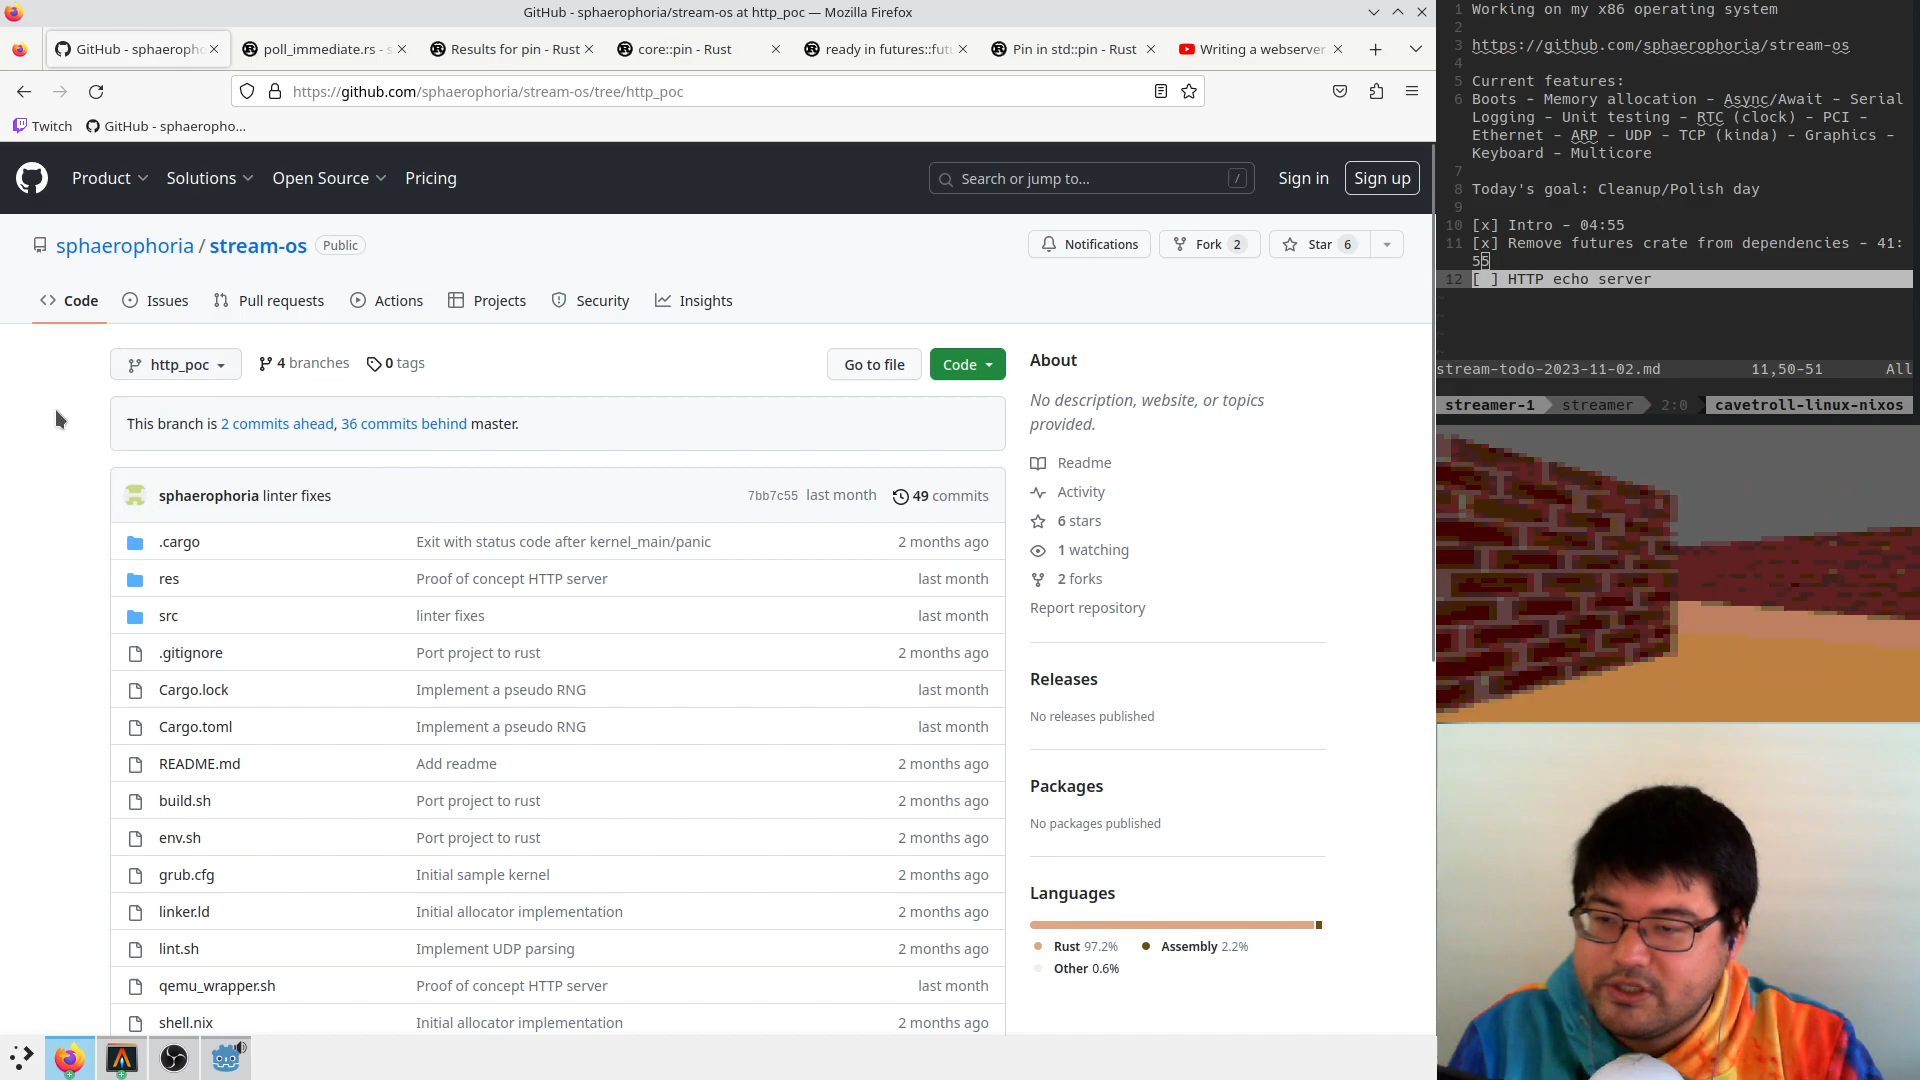 GitHub - sphaerophoria/stream-os at http_poc — Mozilla Firefox
GitHub - sphaeropho
poll_immediate.rs - s
Results for pin - Rust
core::pin - Rust
ready in futures::futu
Pin in std::pin - Rust
Writing a webserver
https://github.com/sphaerophoria/stream-os/tree/http_poc
Twitch
GitHub - sphaeropho...
Product
Solutions
Open Source
Pricing
Search or jump to...
/
Sign in
Sign up
sphaerophoria / stream-os
Public
Notifications
Fork 2
Star 6
Code
Issues
Pull requests
Actions
Projects
Security
Insights
http_poc
4 branches
0 tags
Go to file
Code
This branch is 2 commits ahead, 36 commits behind master.
sphaerophoria linter fixes
7bb7c55 last month
49 commits
.cargo Exit with status code after kernel_main/panic 2 months ago
res Proof of concept HTTP server last month
src linter fixes last month
.gitignore Port project to rust 2 months ago
Cargo.lock Implement a pseudo RNG last month
Cargo.toml Implement a pseudo RNG last month
README.md Add readme 2 months ago
build.sh Port project to rust 2 months ago
env.sh Port project to rust 2 months ago
grub.cfg Initial sample kernel 2 months ago
linker.ld Initial allocator implementation 2 months ago
lint.sh Implement UDP parsing 2 months ago
qemu_wrapper.sh Proof of concept HTTP server last month
shell.nix Initial allocator implementation 2 months ago
About
No description, website, or topics
provided.
Readme
Activity
6 stars
1 watching
2 forks
Report repository
Releases
No releases published
Packages
No packages published
Languages
Rust 97.2%
Assembly 2.2%
Other 0.6%
1 Working on my x86 operating system
2
3 https://github.com/sphaerophoria/stream-os
4
5 Current features:
6 Boots - Memory allocation - Async/Await - Serial
Logging - Unit testing - RTC (clock) - PCI -
Ethernet - ARP - UDP - TCP (kinda) - Graphics -
Keyboard - Multicore
7
8 Today's goal: Cleanup/Polish day
9
10 [x] Intro - 04:55
11 [x] Remove futures crate from dependencies - 41:
55
12 [ ] HTTP echo server
~
~
~
~
stream-todo-2023-11-02.md 11,50-51 All
streamer-1 streamer 2:0 cavetroll-linux-nixos